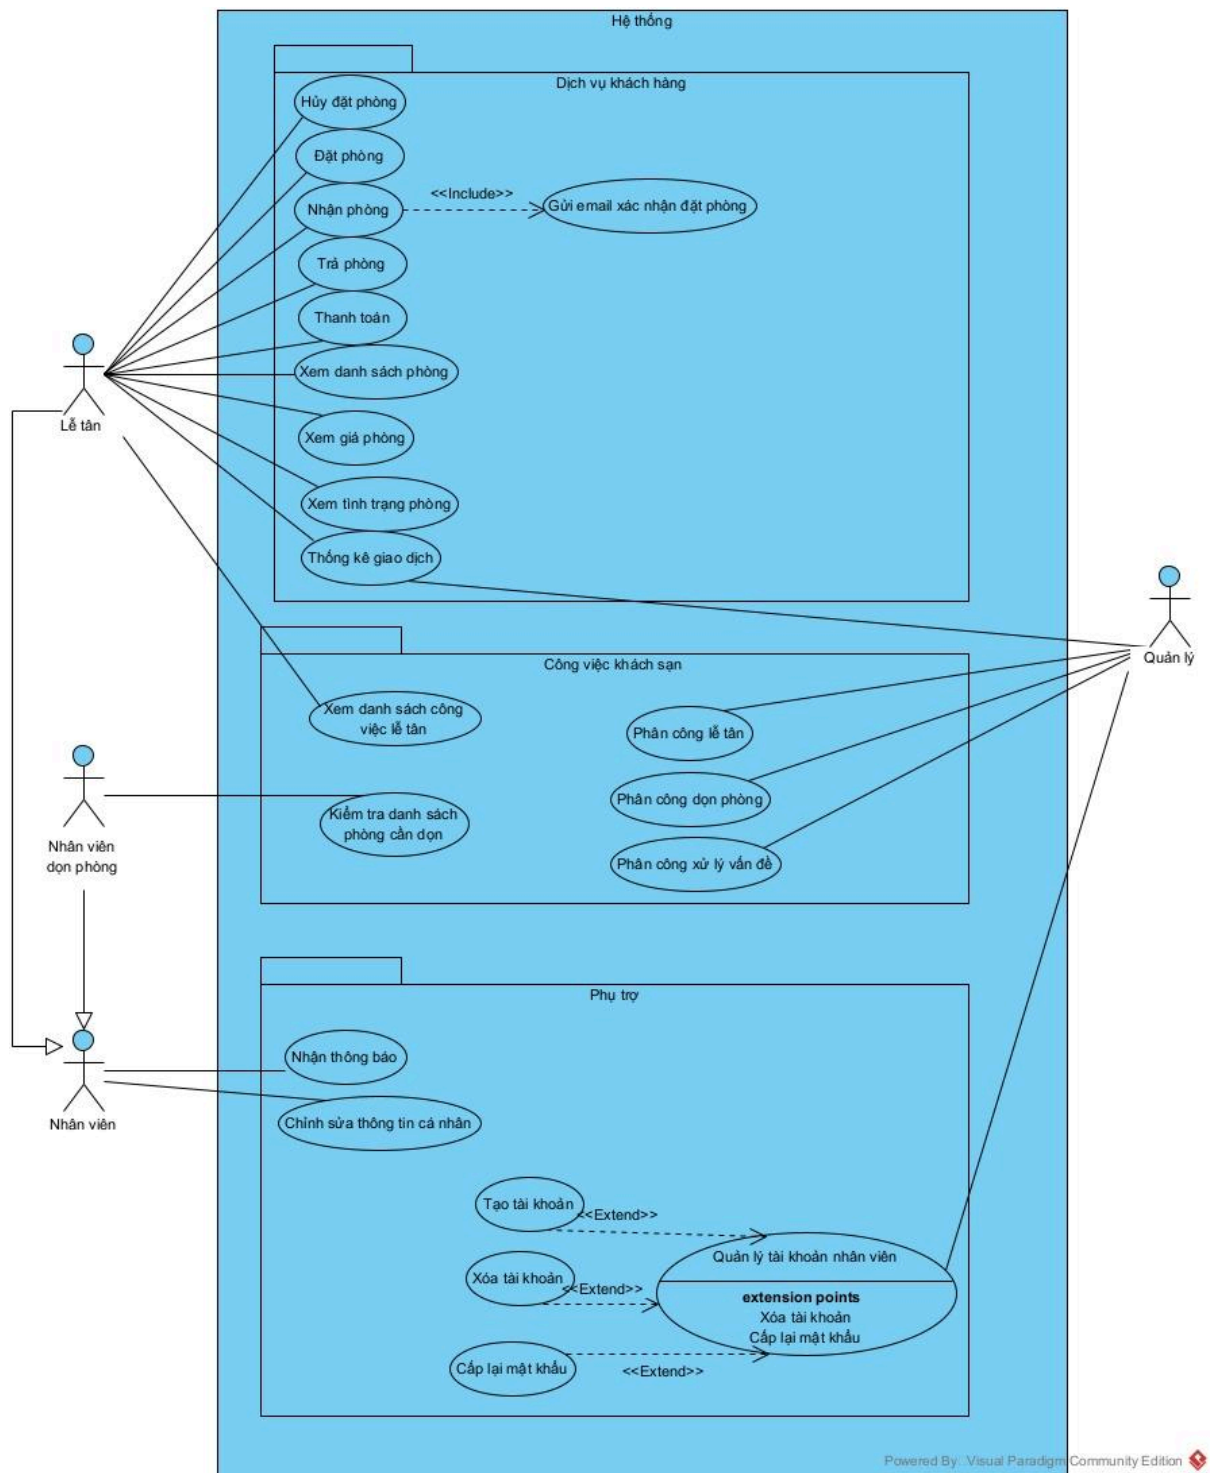 Hệ thống
Dịch vụ khách hàng
Hủy đặt phòng
Đặt phòng
<<Include>>
Nhận phòng
Gửi email xác nhận đặt phòng
Trả phòng
Thanh toán
Xem danh sách phòng
Lễ tân
Xem giá phòng
Xem tình trạng phòng
Thống kê giao dịch
Quản lý
Công việc khách sạn
Xem danh sách công
việc lễ tân
Phân công lễ tân
Phân công dọn phòng
Kiểm tra danh sách
phòng cần dọn
Nhân viên
dọn phòng
Phân công xử lý vấn đề
Phụ trợ
Nhận thông báo
Nhân viên
Chỉnh sửa thông tin cá nhân
Tạo tài khoản
<<Extend>>
Quản lý tài khoản nhân viên
Xóa tài khoản
<<Extend>>
extension points
Xóa tài khoản
Cấp lại mật khẩu
Cấp lại mật khẩu
<<Extend>>
Powered By Visual Paradigm Community Edition